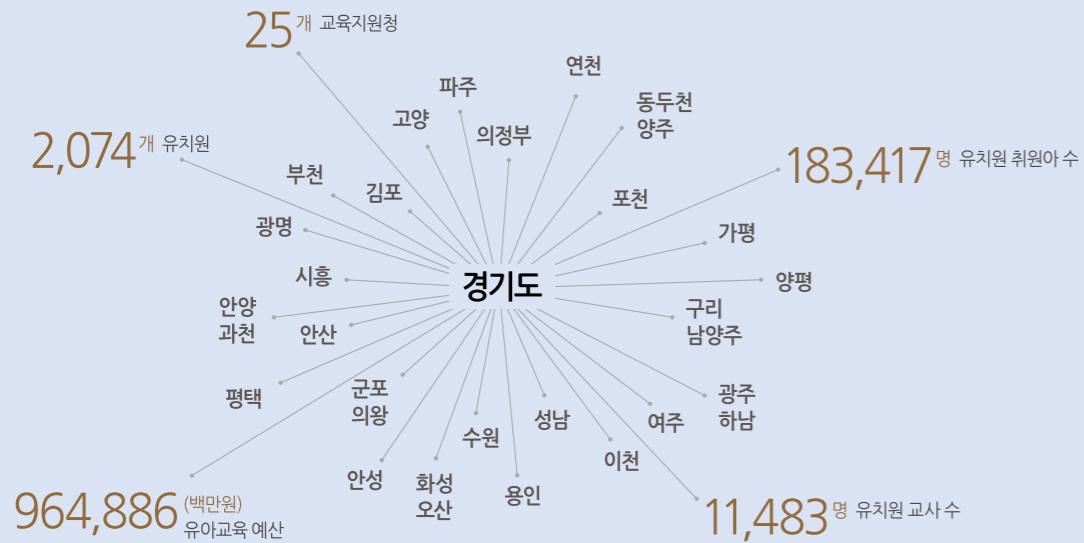 25개 교육지원청
연천
파주
동두천
양주
고양
의정부
2,074개 유치원
183,417명 유치원 취원아 수
부천
김포
포천
광명
가평
시흥
경기도
양평
안양
과천
안산
구리
남양주
평택
군포
의왕
광주
하남
성남
여주
수원
이천
안성
화성
오산
용인
964,886(백만원)
유아교육 예산
11,483명 유치원 교사 수